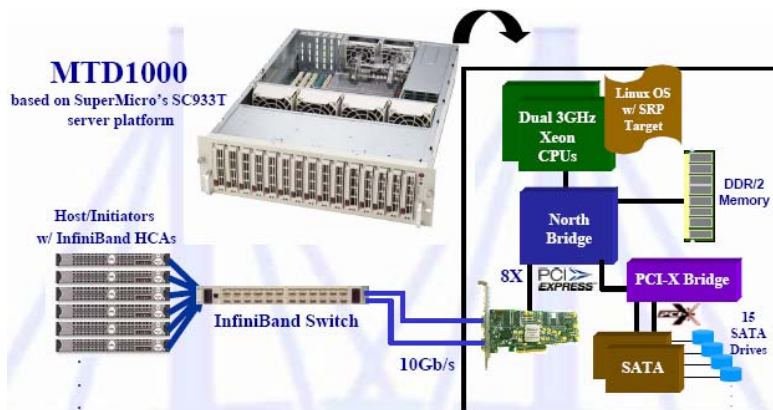 MTD1000
based on SuperMicro's SC933T
server platform
Host/Initiators
w/ InfiniBand HCAs
InfiniBand Switch
10Gb/s
Dual 3GHz
Xeon
CPUs
Linux OS
w/ SRP
Target
DDR/2
Memory
North
Bridge
8X
PCI
EXPRESS™
PCI-X Bridge
15
SATA
Drives
SATA